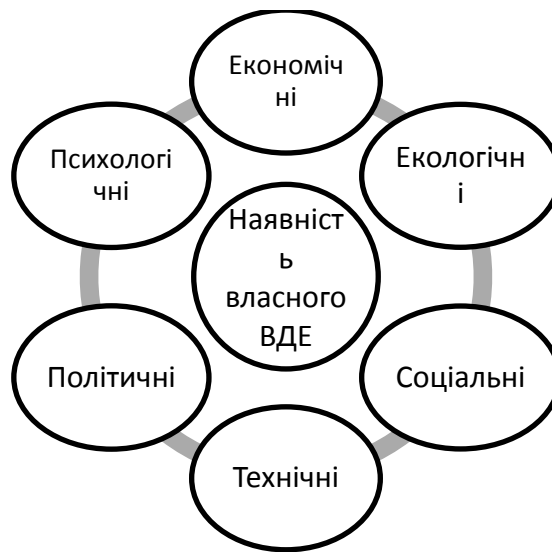 Економіч
ні
Екологічн
і
Соціальні
Технічні
Політичні
Психологі
чні
Наявніст
ь
власного
ВДЕ